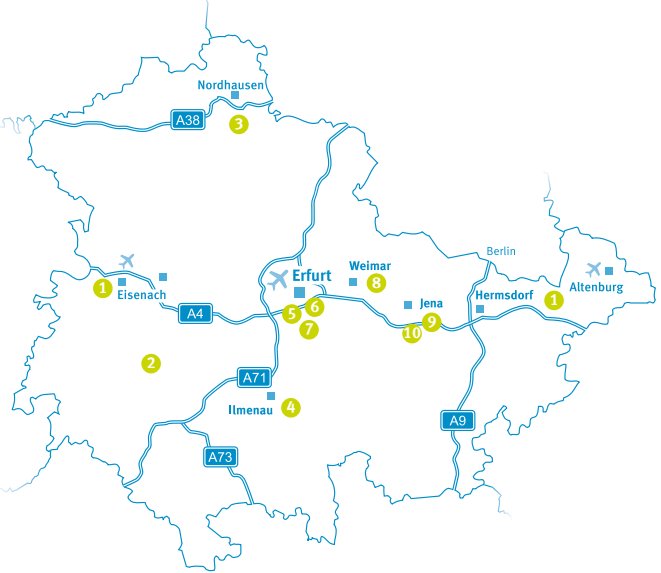 Nordhausen
A38
3
Berlin
Erfurt
Weimar
8
1
Eisenach
Altenburg
Hermsdorf
1
Jena
A4
5
6
7
9
10
2
A71
Ilmenau
4
A9
A73